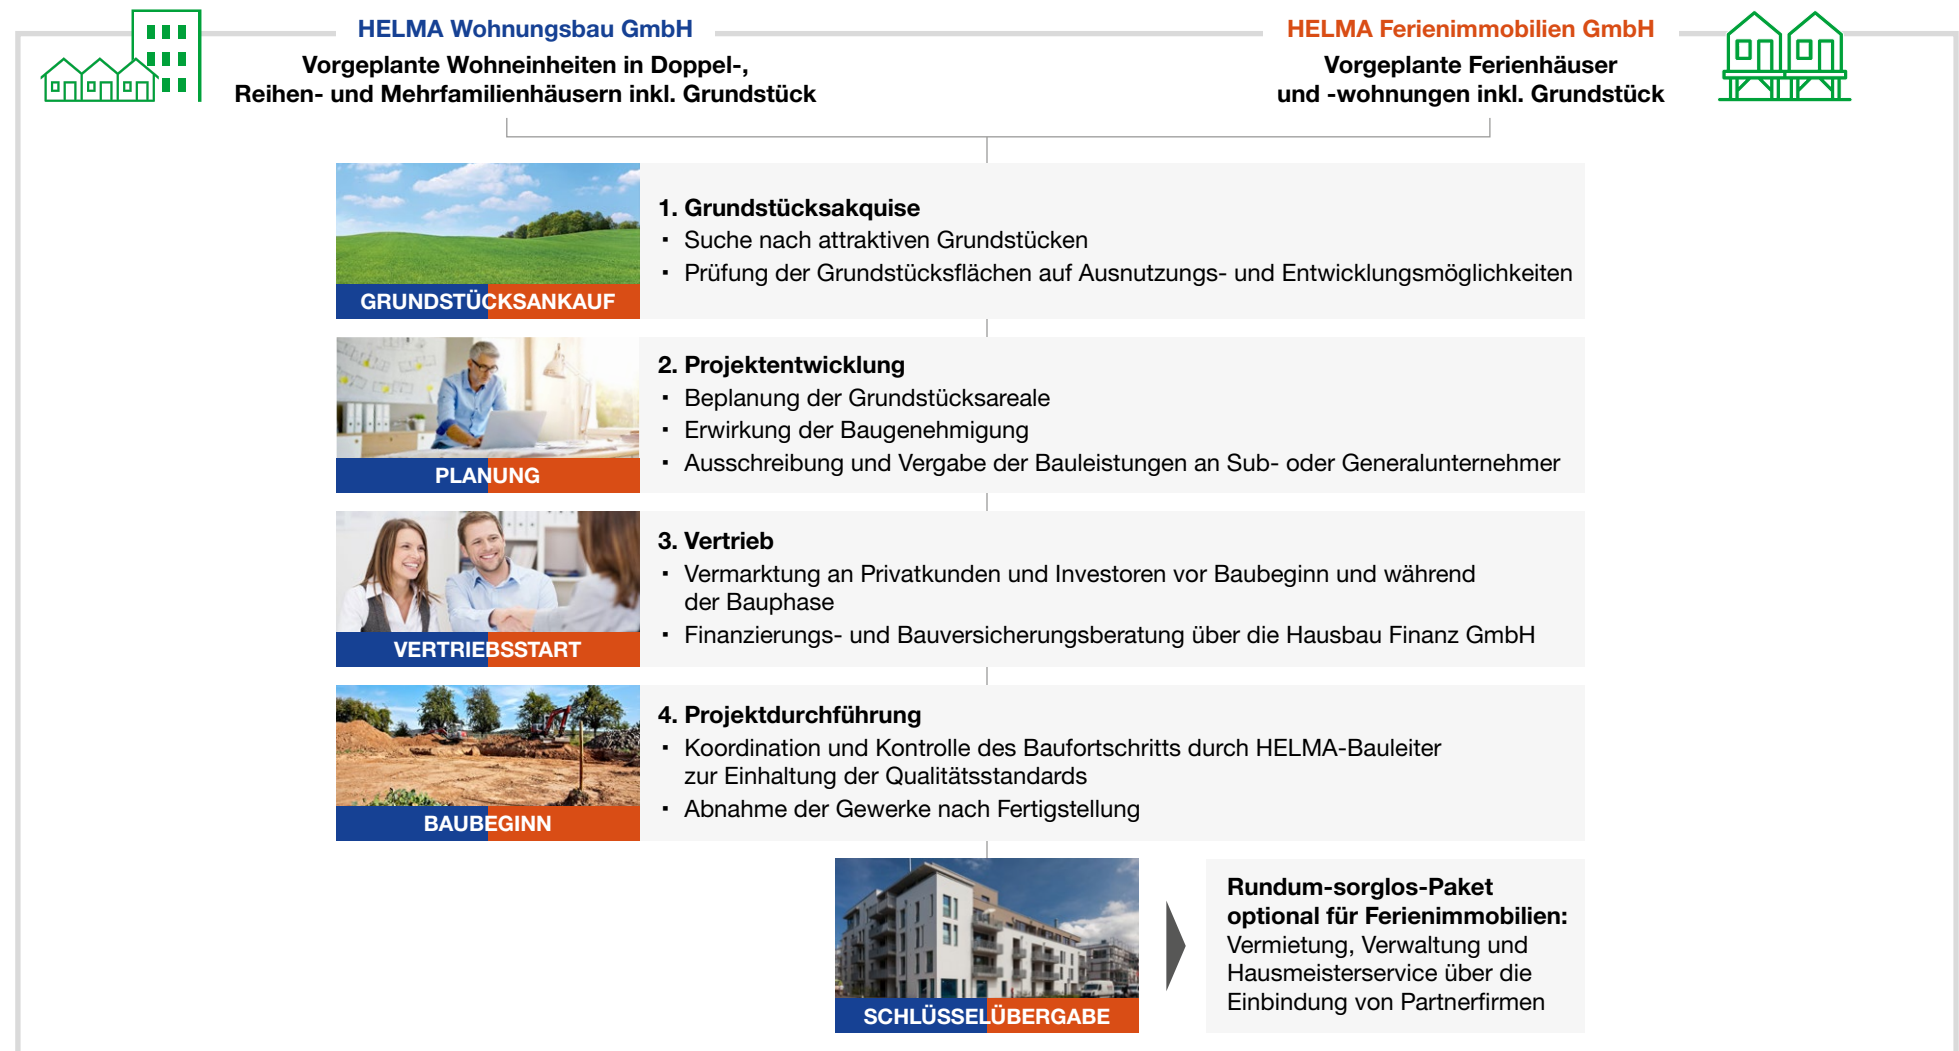 HELMA Wohnungsbau GmbH
Vorgeplante Wohneinheiten in Doppel-,
Reihen- und Mehrfamilienhäusern inkl. Grundstück
HELMA Ferienimmobilien GmbH
Vorgeplante Ferienhäuser
und -wohnungen inkl. Grundstück
GRUNDSTÜCKSANKAUF
1. Grundstücksakquise
▪ Suche nach attraktiven Grundstücken
▪ Prüfung der Grundstücksflächen auf Ausnutzungs- und Entwicklungsmöglichkeiten
PLANUNG
2. Projektentwicklung
▪ Beplanung der Grundstücksareale
▪ Erwirkung der Baugenehmigung
▪ Ausschreibung und Vergabe der Bauleistungen an Sub- oder Generalunternehmer
VERTRIEBSSTART
3. Vertrieb
▪ Vermarktung an Privatkunden und Investoren vor Baubeginn und während
der Bauphase
▪ Finanzierungs- und Bauversicherungsberatung über die Hausbau Finanz GmbH
BAUBEGINN
4. Projektdurchführung
▪ Koordination und Kontrolle des Baufortschritts durch HELMA-Bauleiter
zur Einhaltung der Qualitätsstandards
▪ Abnahme der Gewerke nach Fertigstellung
SCHLÜSSELÜBERGABE
Rundum-sorglos-Paket
optional für Ferienimmobilien:
Vermietung, Verwaltung und
Hausmeisterservice über die
Einbindung von Partnerfirmen